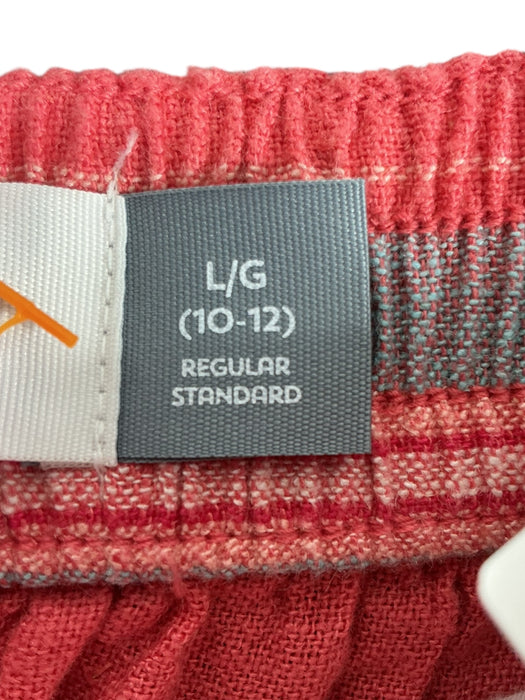 L/G
(10-12)
REGULAR
STANDARD